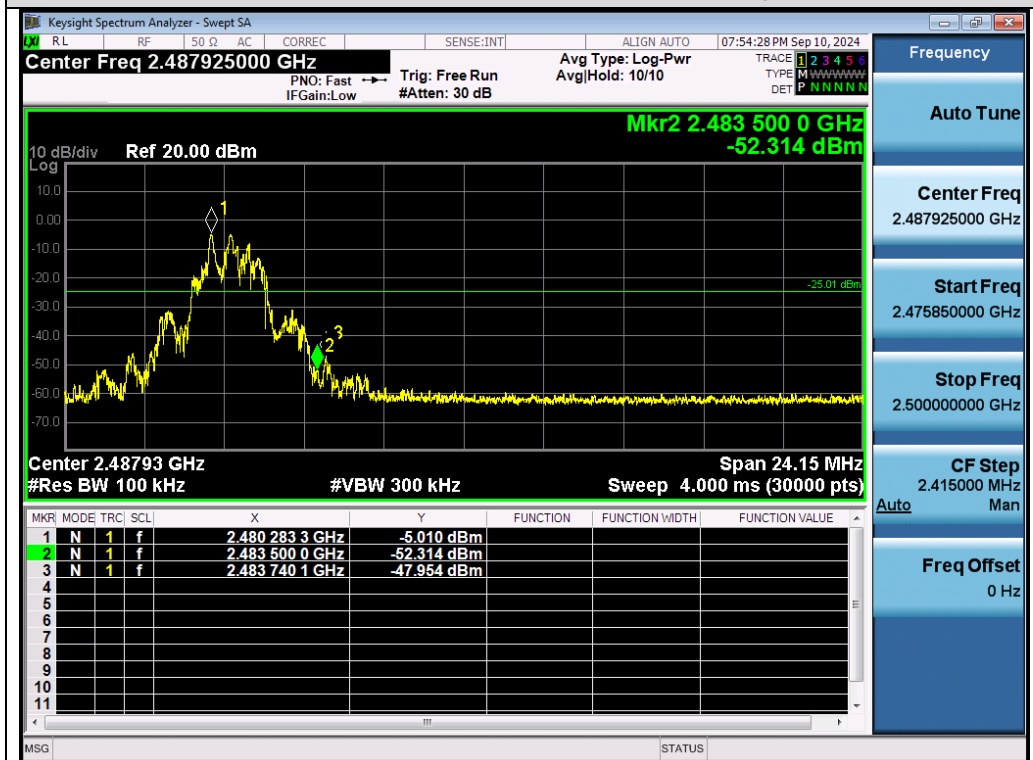 Keysight Spectrum Analyzer - Swept SA
LXI RL RF 50 Ω AC CORREC SENSE:INT ALIGN AUTO 07:54:28 PM Sep 10, 2024
Center Freq 2.487925000 GHz
PNO: Fast
IFGain:Low
Trig: Free Run
#Atten: 30 dB
Avg Type: Log-Pwr
Avg|Hold: 10/10
TRACE 1 2 3 4 5 6
TYPE M WWWWW
DET P N N N N N
Mkr2 2.483 500 0 GHz
-52.314 dBm
10 dB/div Ref 20.00 dBm
Log
10.0
0.00
-10.0
-20.0
-30.0
-40.0
-50.0
-60.0
-70.0
1
2
3
-25.01 dBm
Center 2.48793 GHz Span 24.15 MHz
#Res BW 100 kHz #VBW 300 kHz Sweep 4.000 ms (30000 pts)
MKR MODE TRC SCL X Y FUNCTION FUNCTION WIDTH FUNCTION VALUE
1 N 1 f 2.480 283 3 GHz -5.010 dBm
2 N 1 f 2.483 500 0 GHz -52.314 dBm
3 N 1 f 2.483 740 1 GHz -47.954 dBm
4
5
6
7
8
9
10
11
MSG STATUS
Frequency
Auto Tune
Center Freq
2.487925000 GHz
Start Freq
2.475850000 GHz
Stop Freq
2.500000000 GHz
CF Step
2.415000 MHz
Auto Man
Freq Offset
0 Hz